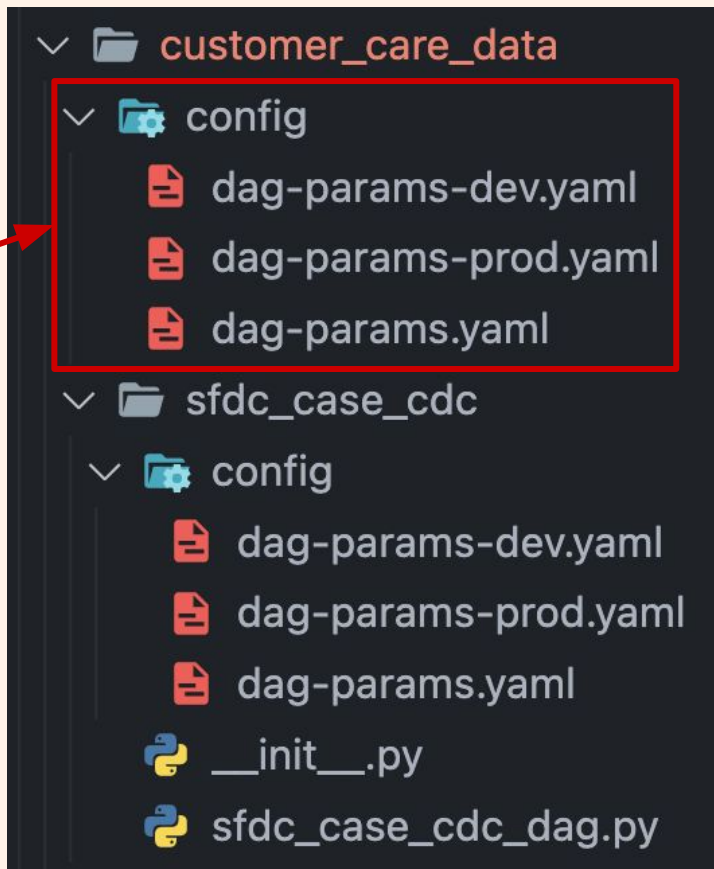 customer_care_data
config
dag-params-dev.yaml
dag-params-prod.yaml
dag-params.yaml
sfdc_case_cdc
config
dag-params-dev.yaml
dag-params-prod.yaml
dag-params.yaml
__init__.py
sfdc_case_cdc_dag.py